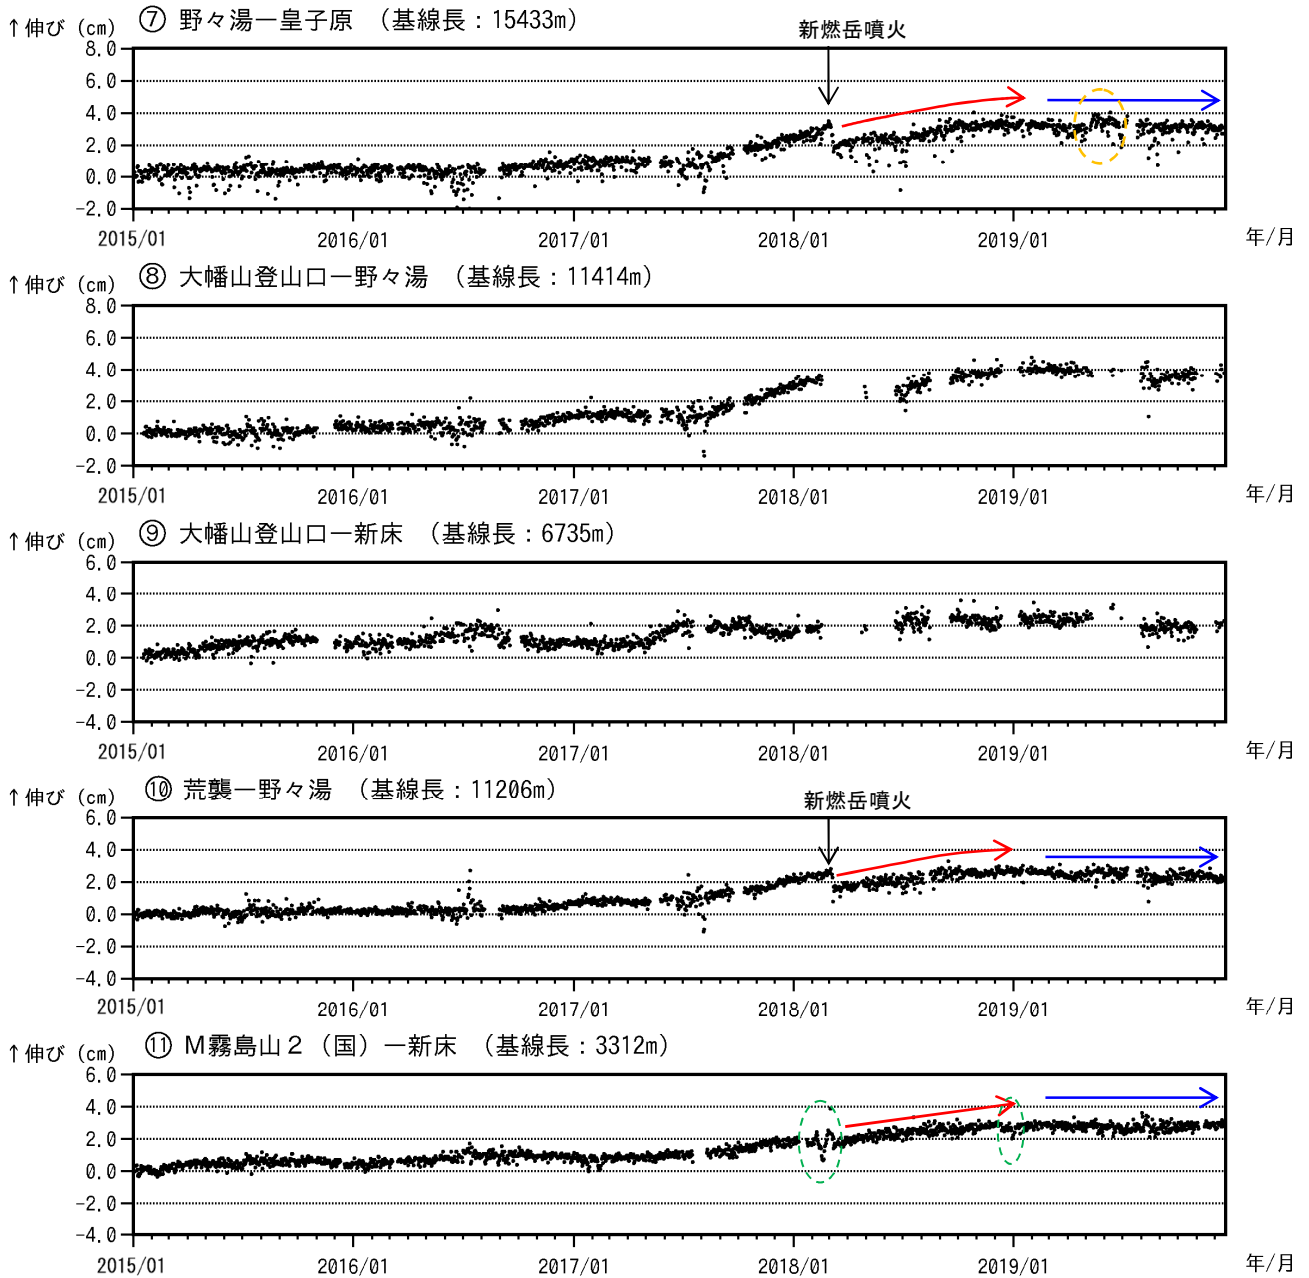 ↑伸び (cm) ⑦ 野々湯ー皇子原 （基線長：15433m）
新燃岳噴火
8.0
6.0
4.0
2.0
0.0
-2.0
2015/01 2016/01 2017/01 2018/01 2019/01 年/月
↑伸び (cm) ⑧ 大幡山登山口ー野々湯 （基線長：11414m）
8.0
6.0
4.0
2.0
0.0
-2.0
2015/01 2016/01 2017/01 2018/01 2019/01 年/月
↑伸び (cm) ⑨ 大幡山登山口ー新床 （基線長：6735m）
6.0
4.0
2.0
0.0
-2.0
-4.0
2015/01 2016/01 2017/01 2018/01 2019/01 年/月
↑伸び (cm) ⑩ 荒襲ー野々湯 （基線長：11206m）
新燃岳噴火
6.0
4.0
2.0
0.0
-2.0
-4.0
2015/01 2016/01 2017/01 2018/01 2019/01 年/月
↑伸び (cm) ⑪ M霧島山２（国）ー新床 （基線長：3312m）
6.0
4.0
2.0
0.0
-2.0
-4.0
2015/01 2016/01 2017/01 2018/01 2019/01 年/月